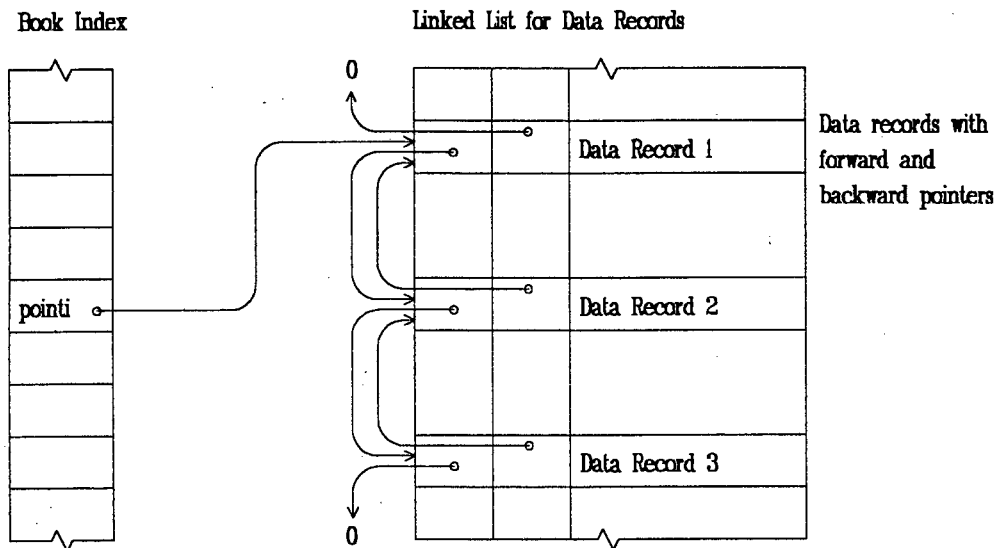 Book Index
Linked List for Data Records
0
Data Record 1
Data records with
forward and
backward pointers
pointi
Data Record 2
Data Record 3
0